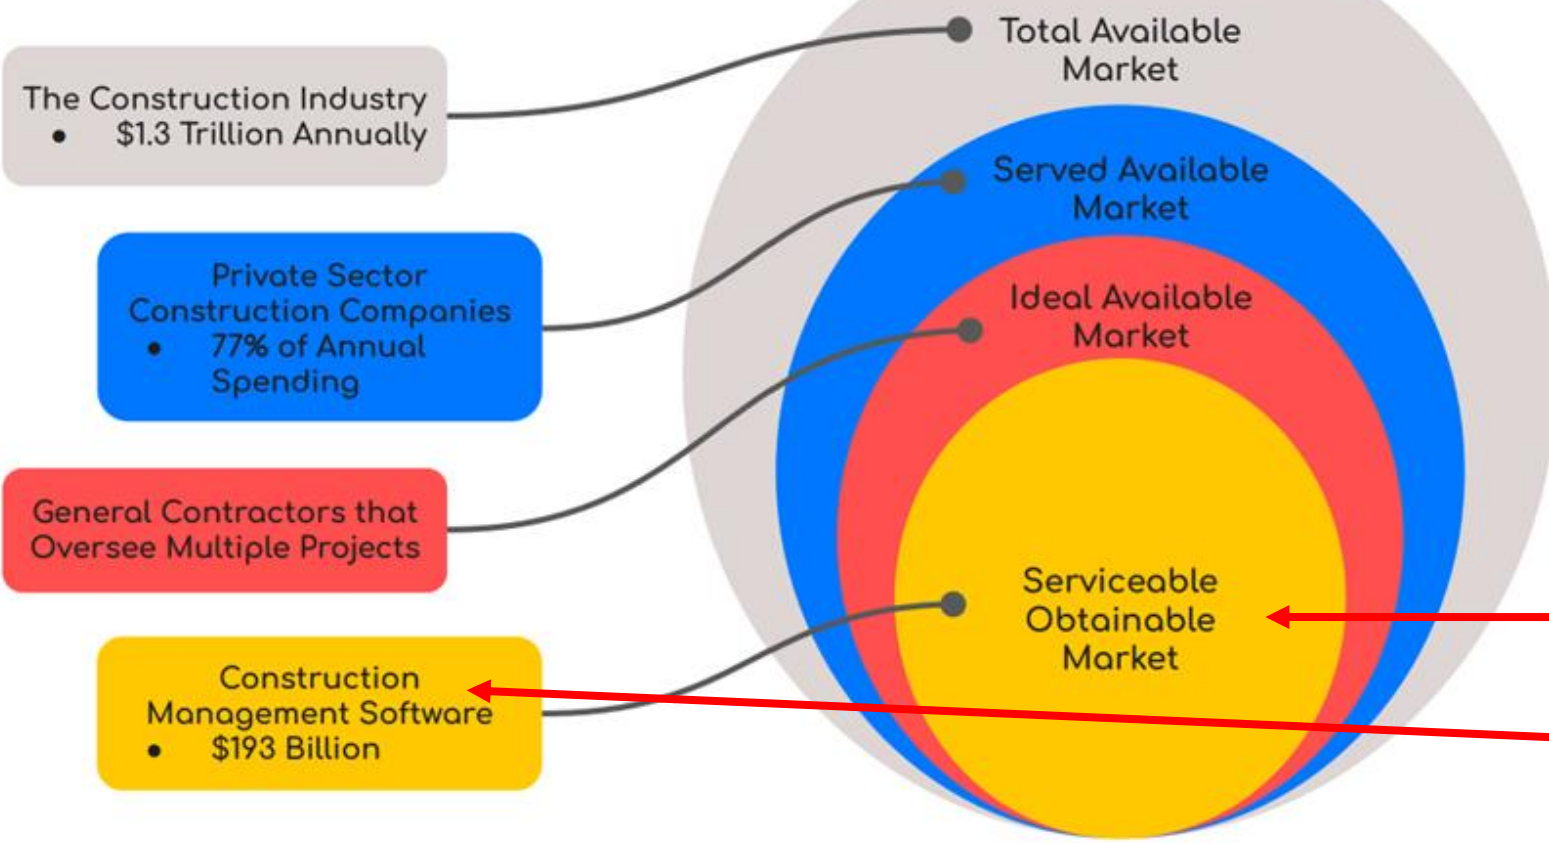 Total Available
Market
The Construction Industry
● $1.3 Trillion Annually
Served Available
Market
Private Sector
Construction Companies
● 77% of Annual
Spending
Ideal Available
Market
General Contractors that
Oversee Multiple Projects
Serviceable
Obtainable
Market
Construction
Management Software
● $193 Billion